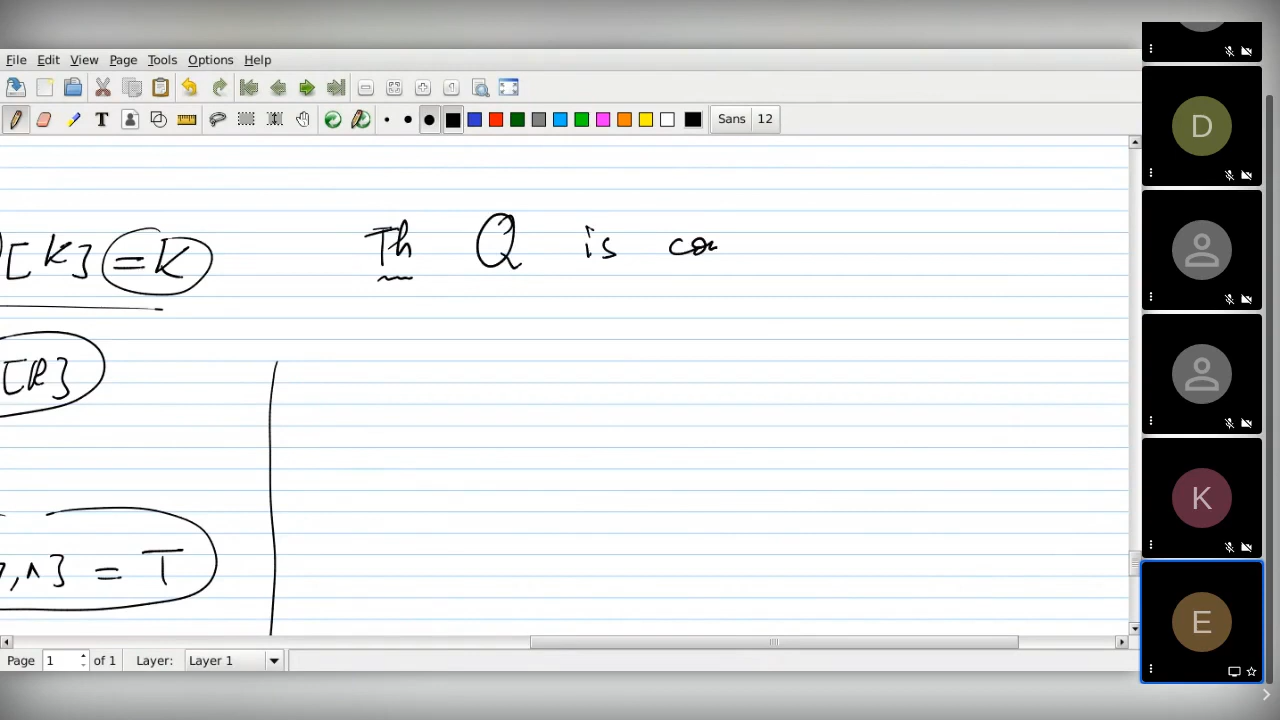 File Edit View Page Tools Options Help
Sans 12
[K] = K
Th Q is co
[R]
, ∧} = T
Page 1 of 1 Layer: Layer 1
D
K
E